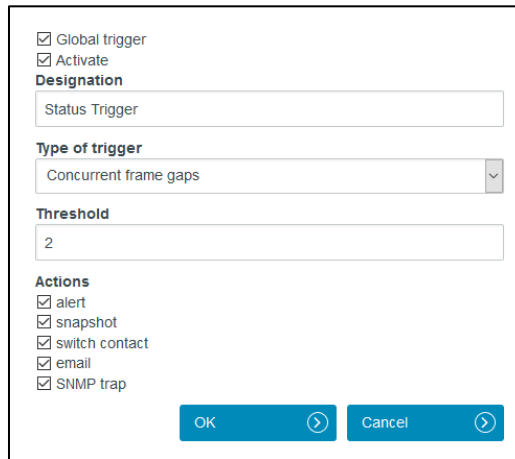 Global trigger
Activate
Designation
Status Trigger
Type of trigger
Concurrent frame gaps
Threshold
2
Actions
alert
snapshot
switch contact
email
SNMP trap
OK Cancel